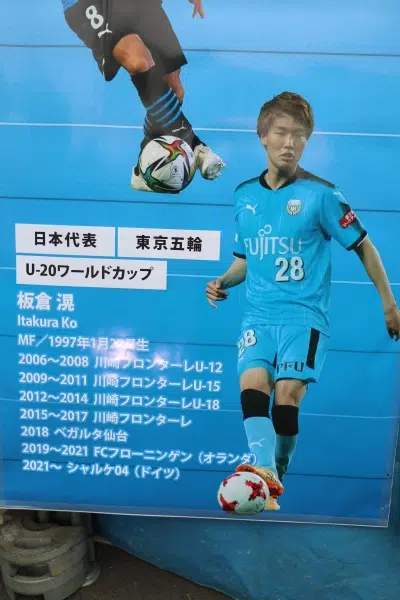 8
日本代表
東京五輪
U-20ワールドカップ
板倉 滉
Itakura Ko
MF／1997年1月27日生
2006～2008 川崎フロンターレU-12
2009～2011 川崎フロンターレU-15
2012～2014 川崎フロンターレU-18
2015～2017 川崎フロンターレ
2018 ベガルタ仙台
2019～2021 FCフローニンゲン（オランダ）
2021～ シャルケ04（ドイツ）
FUJITSU
28
28